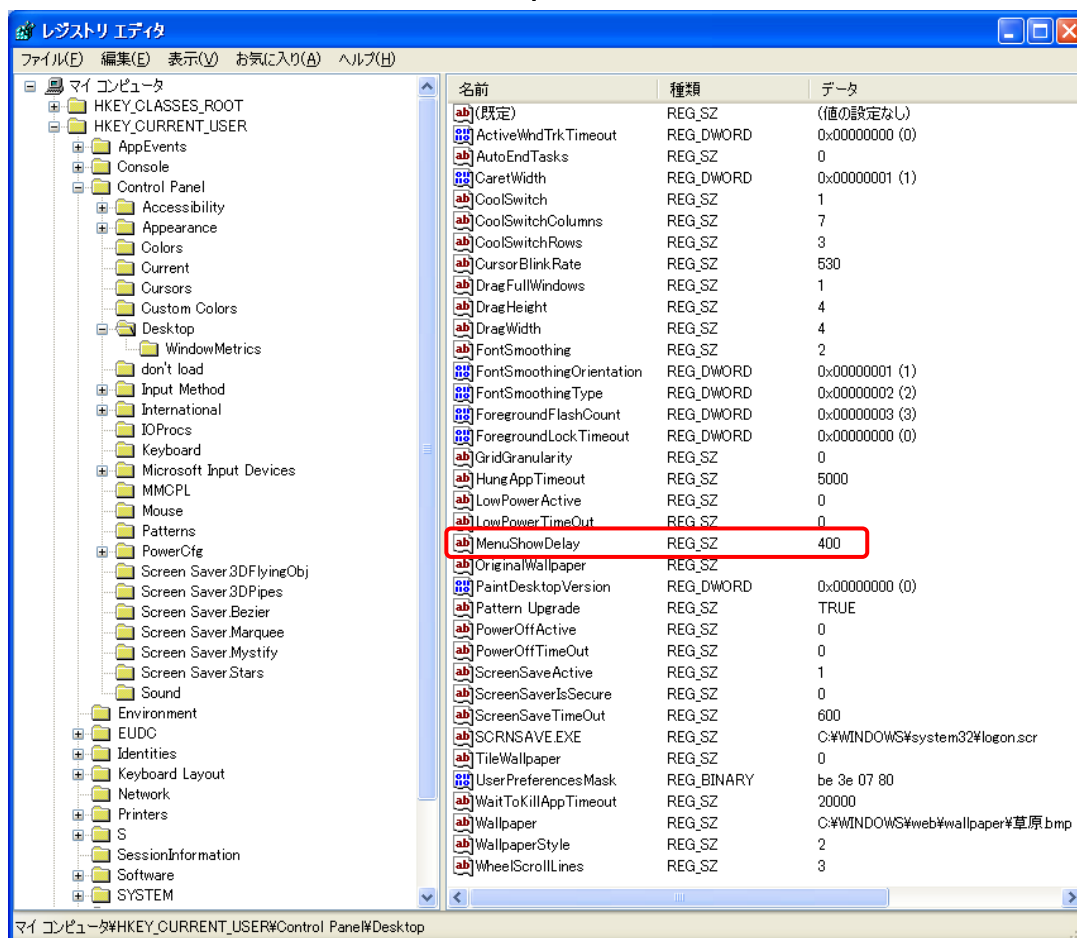 レジストリ エディタ
ファイル(F) 編集(E) 表示(V) お気に入り(A) ヘルプ(H)
マイ コンピュータ
HKEY_CLASSES_ROOT
HKEY_CURRENT_USER
AppEvents
Console
Control Panel
Accessibility
Appearance
Colors
Current
Cursors
Custom Colors
Desktop
WindowMetrics
don't load
Input Method
International
IOProcs
Keyboard
Microsoft Input Devices
MMCPL
Mouse
Patterns
PowerCfg
Screen Saver.3DFlyingObj
Screen Saver.3DPipes
Screen Saver.Bezier
Screen Saver.Marquee
Screen Saver.Mystify
Screen Saver.Stars
Sound
Environment
EUDC
Identities
Keyboard Layout
Network
Printers
S
SessionInformation
Software
SYSTEM
名前 種類 データ
(既定) REG_SZ (値の設定なし)
ActiveWndTrkTimeout REG_DWORD 0x00000000 (0)
AutoEndTasks REG_SZ 0
CaretWidth REG_DWORD 0x00000001 (1)
CoolSwitch REG_SZ 1
CoolSwitchColumns REG_SZ 7
CoolSwitchRows REG_SZ 3
CursorBlinkRate REG_SZ 530
DragFullWindows REG_SZ 1
DragHeight REG_SZ 4
DragWidth REG_SZ 4
FontSmoothing REG_SZ 2
FontSmoothingOrientation REG_DWORD 0x00000001 (1)
FontSmoothingType REG_DWORD 0x00000002 (2)
ForegroundFlashCount REG_DWORD 0x00000003 (3)
ForegroundLockTimeout REG_DWORD 0x00000000 (0)
GridGranularity REG_SZ 0
HungAppTimeout REG_SZ 5000
LowPowerActive REG_SZ 0
LowPowerTimeOut REG_SZ 0
MenuShowDelay REG_SZ 400
OriginalWallpaper REG_SZ
PaintDesktopVersion REG_DWORD 0x00000000 (0)
Pattern Upgrade REG_SZ TRUE
PowerOffActive REG_SZ 0
PowerOffTimeOut REG_SZ 0
ScreenSaveActive REG_SZ 1
ScreenSaverIsSecure REG_SZ 0
ScreenSaveTimeOut REG_SZ 600
SCRNSAVE.EXE REG_SZ C:¥WINDOWS¥system32¥logon.scr
TileWallpaper REG_SZ 0
UserPreferencesMask REG_BINARY be 3e 07 80
WaitToKillAppTimeout REG_SZ 20000
Wallpaper REG_SZ C:¥WINDOWS¥web¥wallpaper¥草原.bmp
WallpaperStyle REG_SZ 2
WheelScrollLines REG_SZ 3
マイ コンピュータ¥HKEY_CURRENT_USER¥Control Panel¥Desktop